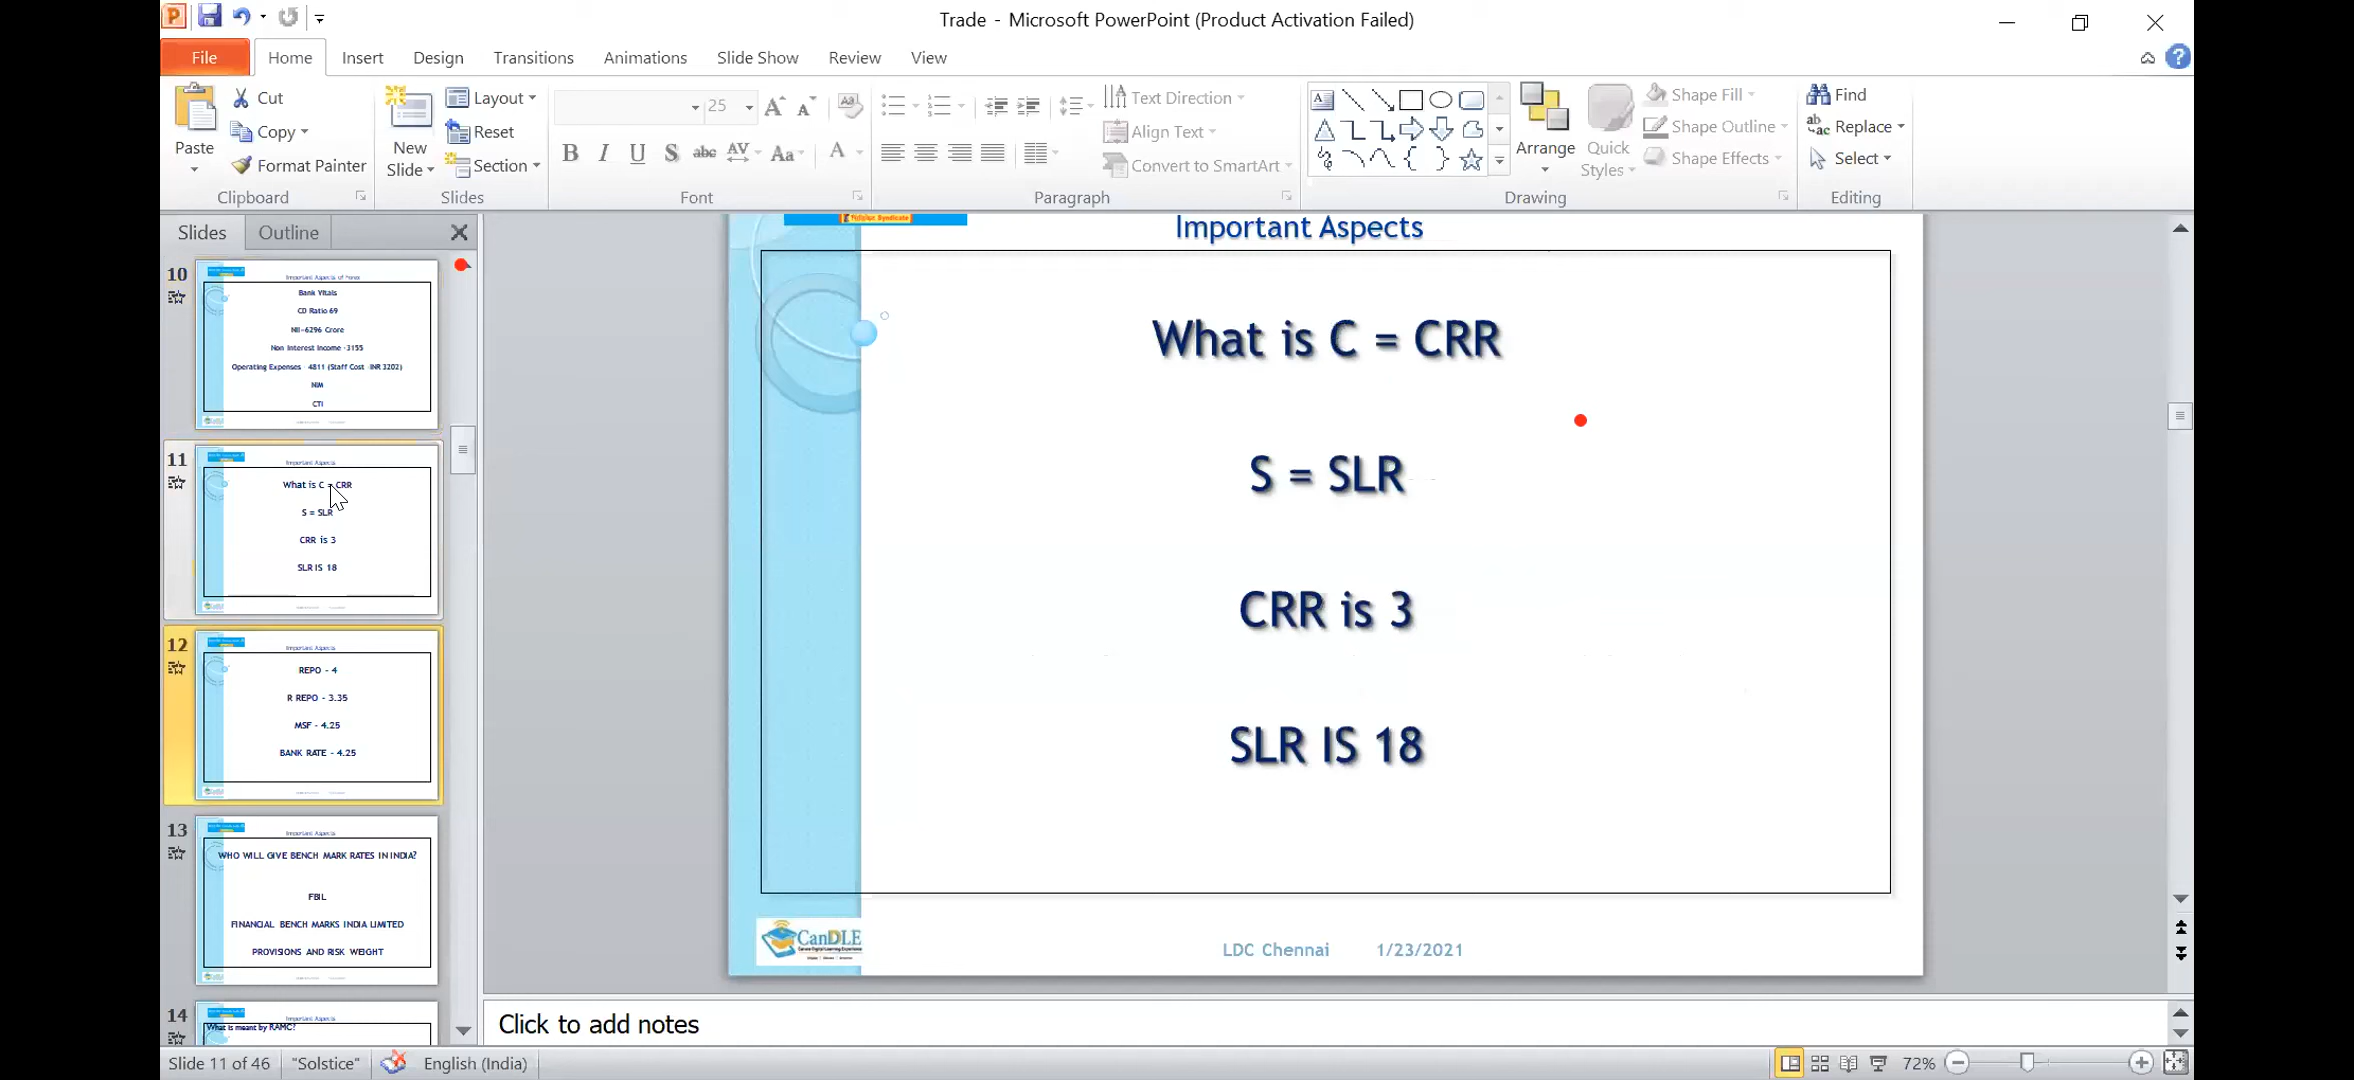 Trade - Microsoft PowerPoint (Product Activation Failed)
File Home Insert Design Transitions Animations Slide Show Review View
Paste
Cut
Copy
Format Painter
Clipboard
New Slide
Layout
Reset
Section
Slides
25
B I U S abc AV Aa A
Font
Text Direction
Align Text
Convert to SmartArt
Paragraph
Arrange
Quick Styles
Shape Fill
Shape Outline
Shape Effects
Drawing
Find
Replace
Select
Editing
Slides Outline
10
Important Aspects of Forex
Bank Vitals
CD Ratio 69
NII-6296 Crore
Non Interest Income -3155
Operating Expenses - 4811 (Staff Cost -INR 3202)
NIM
CTI
11
Important Aspects
What is C = CRR
S = SLR
CRR is 3
SLR IS 18
12
Important Aspects
REPO - 4
R REPO - 3.35
MSF - 4.25
BANK RATE - 4.25
13
Important Aspects
WHO WILL GIVE BENCH MARK RATES IN INDIA?
FBIL
FINANCIAL BENCH MARKS INDIA LIMITED
PROVISIONS AND RISK WEIGHT
14
Important Aspects
What is meant by RAMC?
Syndicate
Important Aspects
What is C = CRR
S = SLR
CRR is 3
SLR IS 18
CanDLE
LDC Chennai 1/23/2021
Click to add notes
Slide 11 of 46 "Solstice" English (India) 72%